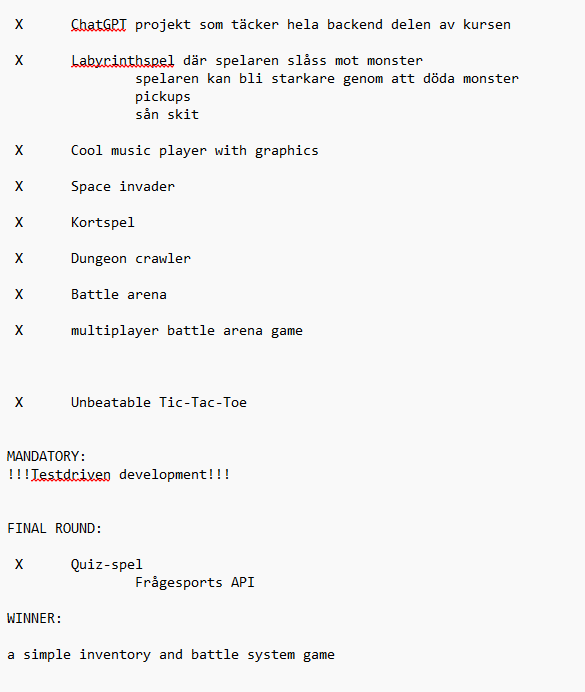 X ChatGPT projekt som täcker hela backend delen av kursen
X Labyrinthspel där spelaren slåss mot monster
spelaren kan bli starkare genom att döda monster
pickups
sån skit
X Cool music player with graphics
X Space invader
X Kortspel
X Dungeon crawler
X Battle arena
X multiplayer battle arena game
X Unbeatable Tic-Tac-Toe
MANDATORY:
!!!Testdriven development!!!
FINAL ROUND:
X Quiz-spel
Frågesports API
WINNER:
a simple inventory and battle system game